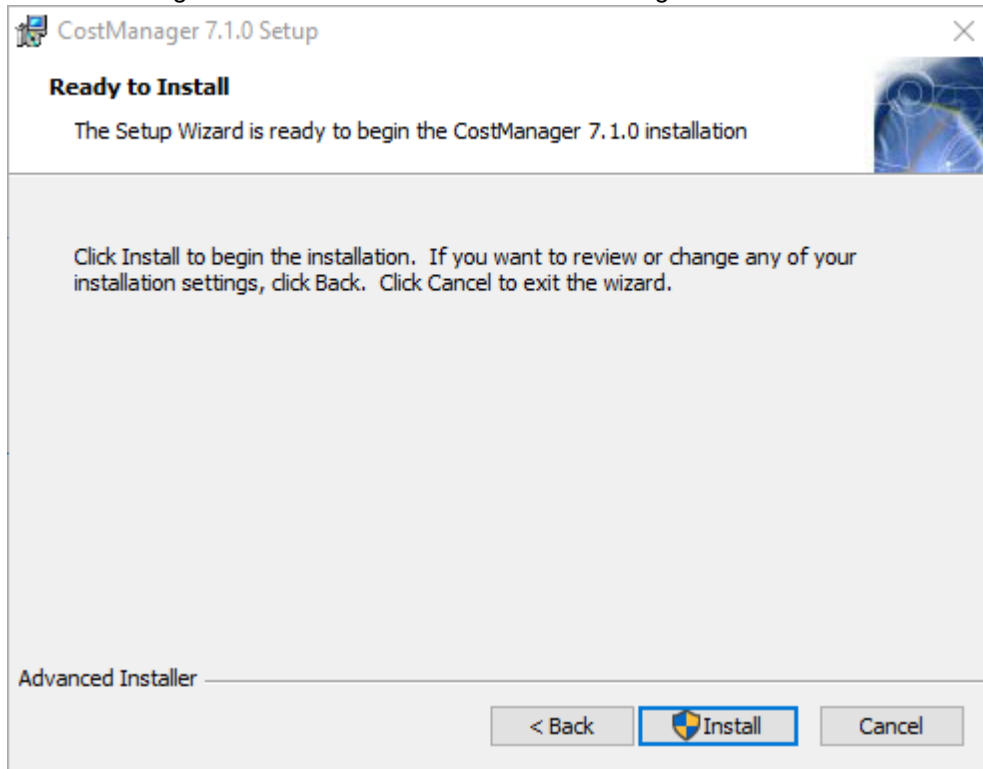 CostManager 7.1.0 Setup
Ready to Install
The Setup Wizard is ready to begin the CostManager 7.1.0 installation
Click Install to begin the installation.  If you want to review or change any of your
installation settings, click Back.  Click Cancel to exit the wizard.
Advanced Installer
< Back
Install
Cancel